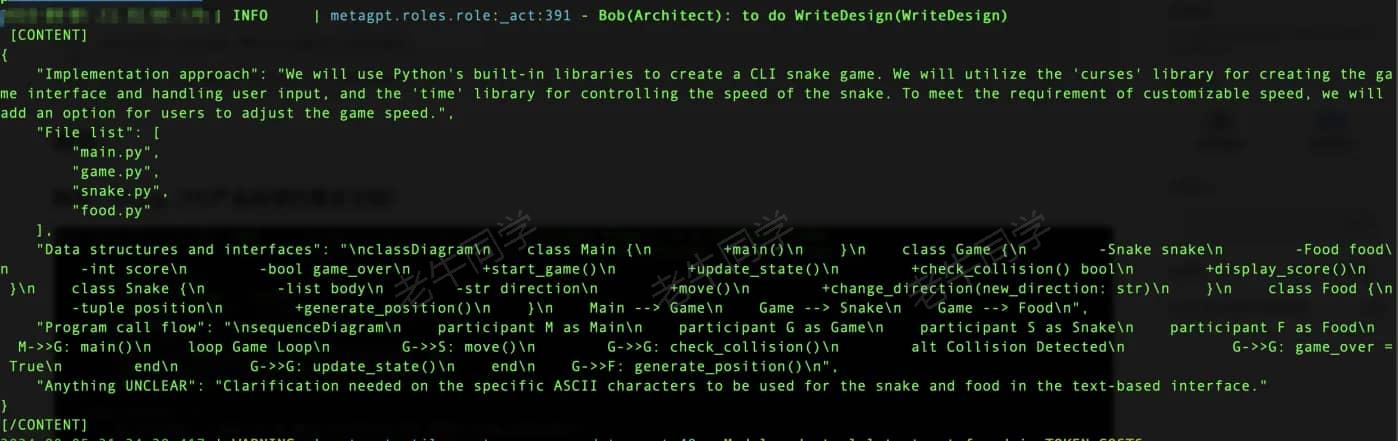 | INFO     | metagpt.roles.role:_act:391 - Bob(Architect): to do WriteDesign(WriteDesign)
[CONTENT]
{
    "Implementation approach": "We will use Python's built-in libraries to create a CLI snake game. We will utilize the 'curses' library for creating the ga
me interface and handling user input, and the 'time' library for controlling the speed of the snake. To meet the requirement of customizable speed, we will
add an option for users to adjust the game speed.",
    "File list": [
        "main.py",
        "game.py",
        "snake.py",
        "food.py"
    ],
    "Data structures and interfaces": "\nclassDiagram\n    class Main {\n        +main()\n    }\n    class Game {\n        -Snake snake\n        -Food food\
n        -int score\n        -bool game_over\n        +start_game()\n        +update_state()\n        +check_collision() bool\n        +display_score()\n
 }\n    class Snake {\n        -list body\n        -str direction\n        +move()\n        +change_direction(new_direction: str)\n    }\n    class Food {\n
        -tuple position\n        +generate_position()\n    }\n    Main --> Game\n    Game --> Snake\n    Game --> Food\n",
    "Program call flow": "\nsequenceDiagram\n    participant M as Main\n    participant G as Game\n    participant S as Snake\n    participant F as Food\n
  M->>G: main()\n    loop Game Loop\n        G->>S: move()\n        G->>G: check_collision()\n        alt Collision Detected\n            G->>G: game_over =
 True\n        end\n        G->>G: update_state()\n    end\n    G->>F: generate_position()\n",
    "Anything UNCLEAR": "Clarification needed on the specific ASCII characters to be used for the snake and food in the text-based interface."
}
[/CONTENT]
老牛同学
老牛同学
老牛同学